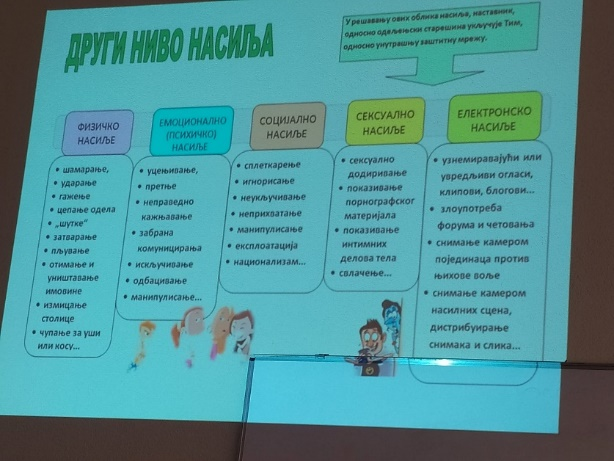 ДРУГИ НИВО НАСИЉА
У решавању ових облика насиља, наставник,
односно одељењски старешина укључује Тим,
односно унутрашњу заштитну мрежу.
ФИЗИЧКО
НАСИЉЕ
• шамарање,
• ударање
• гажење
• цепање одела
• „шутке“
• затварање
• пљување
• отимање и
уништавање
имовине
• измицање
столице
• чупање за уши
или косу...
ЕМОЦИОНАЛНО
(ПСИХИЧКО)
НАСИЉЕ
• уцењивање,
• претње
• неправедно
кажњавање
• забрана
комуницирања
• искључивање
• одбацивање
• манипулисање...
СОЦИЈАЛНО
НАСИЉЕ
• сплеткарење
• игнорисање
• неукључивање
• неприхватање
• манипулисање
• експлоатација
• национализам...
СЕКСУАЛНО
НАСИЉЕ
• сексуално
додиривање
• показивање
порнографског
материјала
• показивање
интимних
делова тела
• свлачење...
ЕЛЕКТРОНСКО
НАСИЉЕ
• узнемиравајући или
увредљиви огласи,
клипови, блогови...
• злоупотреба
форума и четовања
• снимање камером
појединаца против
њихове воље
• снимање камером
насилних сцена,
дистрибуирање
снимака и слика...